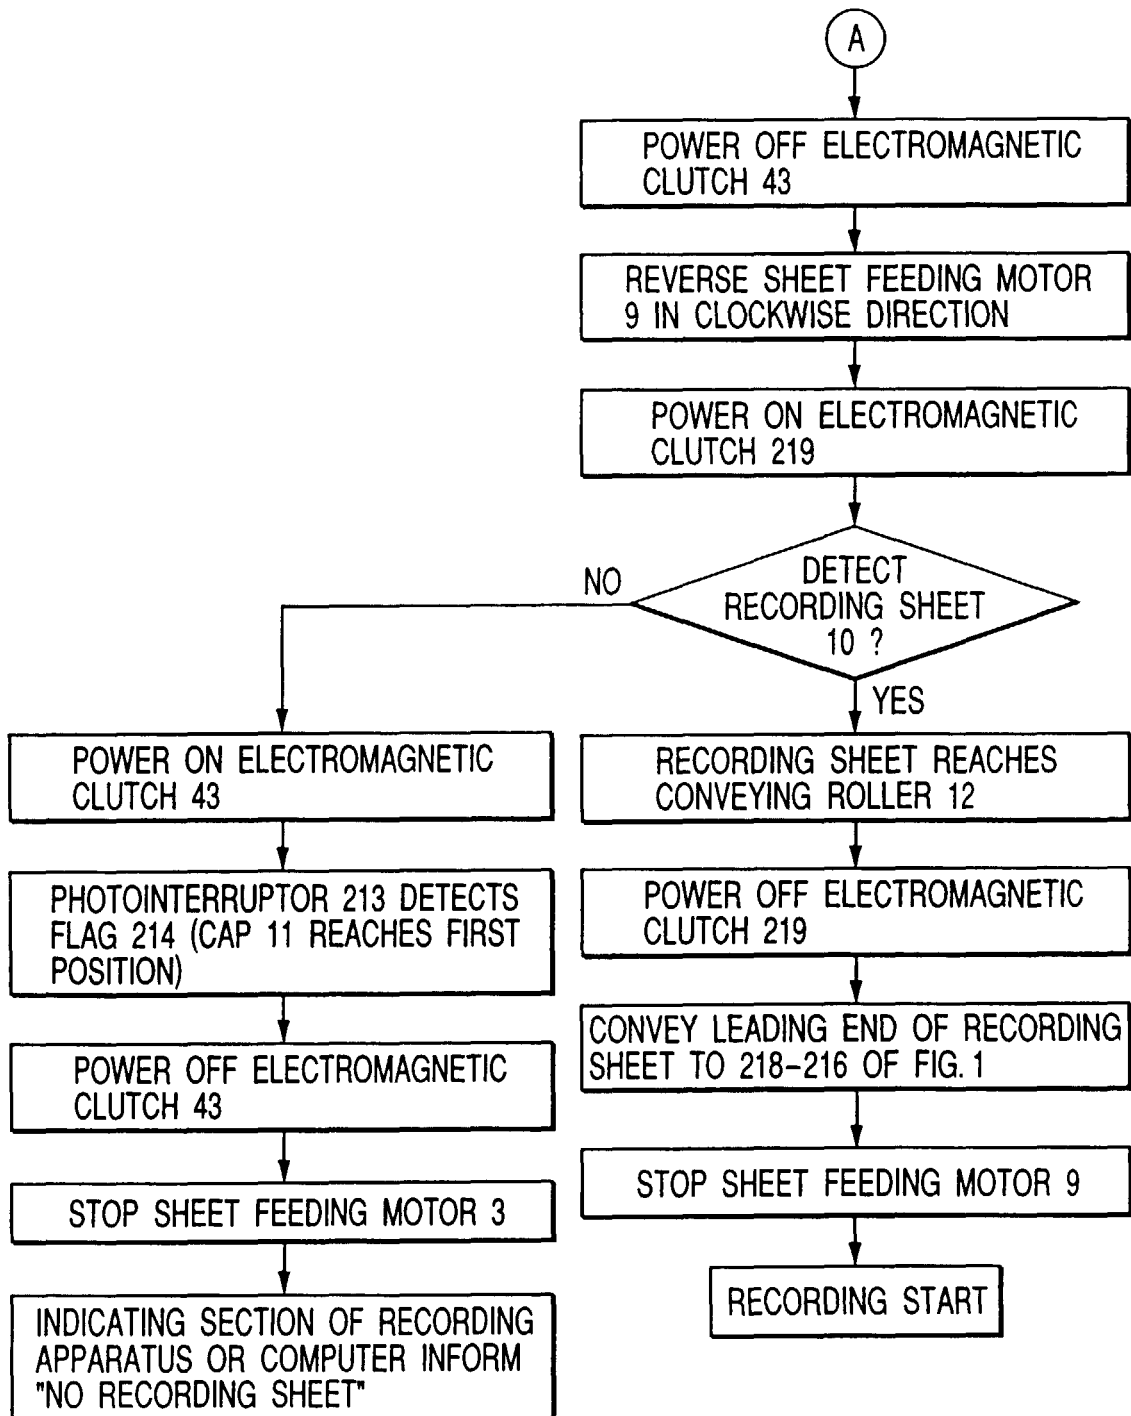 A
POWER OFF ELECTROMAGNETIC
CLUTCH 43
REVERSE SHEET FEEDING MOTOR
9 IN CLOCKWISE DIRECTION
POWER ON ELECTROMAGNETIC
CLUTCH 219
DETECT
RECORDING SHEET
10 ?
NO
YES
POWER ON ELECTROMAGNETIC
CLUTCH 43
PHOTOINTERRUPTOR 213 DETECTS
FLAG 214 (CAP 11 REACHES FIRST
POSITION)
POWER OFF ELECTROMAGNETIC
CLUTCH 43
STOP SHEET FEEDING MOTOR 3
INDICATING SECTION OF RECORDING
APPARATUS OR COMPUTER INFORM
"NO RECORDING SHEET"
RECORDING SHEET REACHES
CONVEYING ROLLER 12
POWER OFF ELECTROMAGNETIC
CLUTCH 219
CONVEY LEADING END OF RECORDING
SHEET TO 218-216 OF FIG. 1
STOP SHEET FEEDING MOTOR 9
RECORDING START